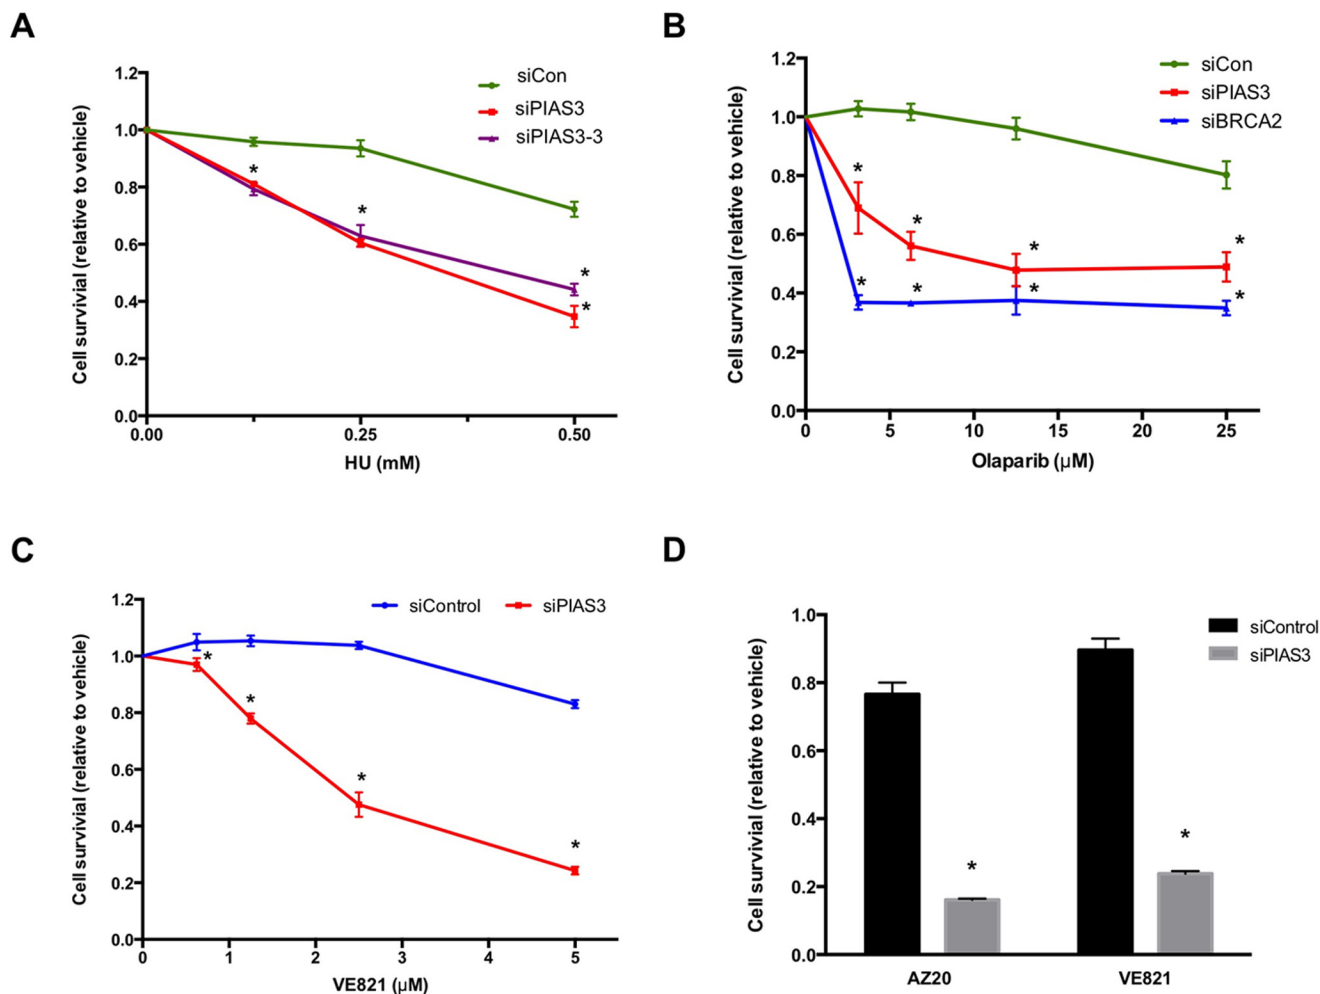 A
Cell survivial (relative to vehicle)
1.2
1.0
0.8
0.6
0.4
0.2
0.0
siCon
siPIAS3
siPIAS3-3
*
*
*
*
0.00
0.25
0.50
HU (mM)
B
Cell survivial (relative to vehicle)
1.2
1.0
0.8
0.6
0.4
0.2
0.0
siCon
siPIAS3
siBRCA2
*
*
*
*
*
*
*
*
0
5
10
15
20
25
Olaparib (μM)
C
Cell survivial (relative to vehicle)
1.2
1.0
0.8
0.6
0.4
0.2
0.0
siControl
siPIAS3
*
*
*
*
0
1
2
3
4
5
VE821 (μM)
D
Cell survivial (relative to vehicle)
1.0
0.8
0.6
0.4
0.2
0.0
siControl
siPIAS3
*
*
AZ20
VE821